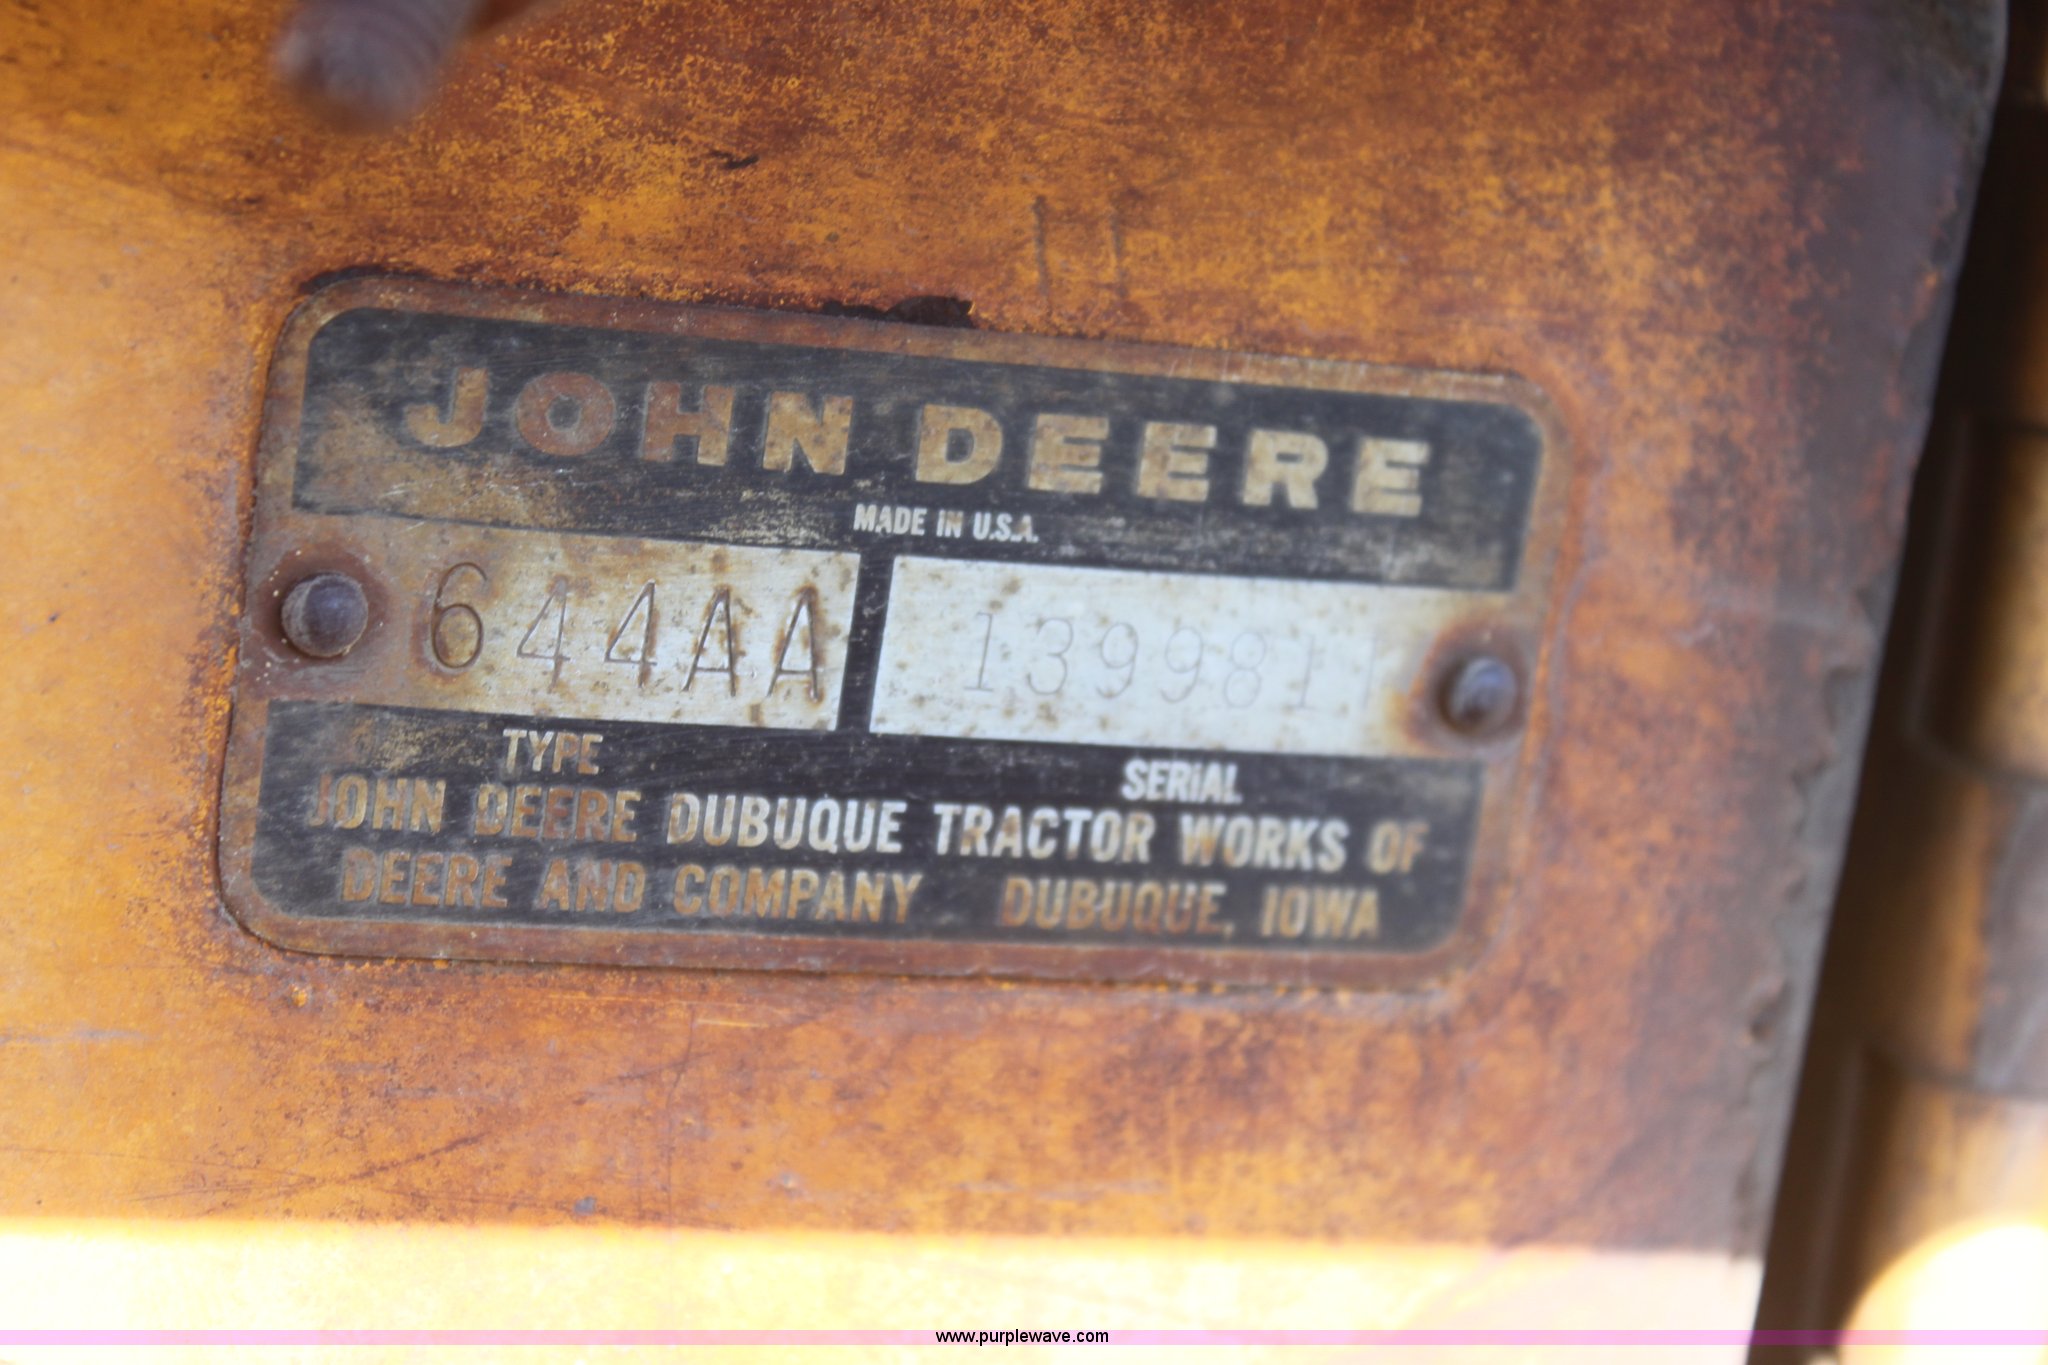 JOHN DEERE
MADE IN U.S.A.
644AA 139981T
TYPE SERIAL
JOHN DEERE DUBUQUE TRACTOR WORKS OF
DEERE AND COMPANY DUBUQUE, IOWA
www.purplewave.com